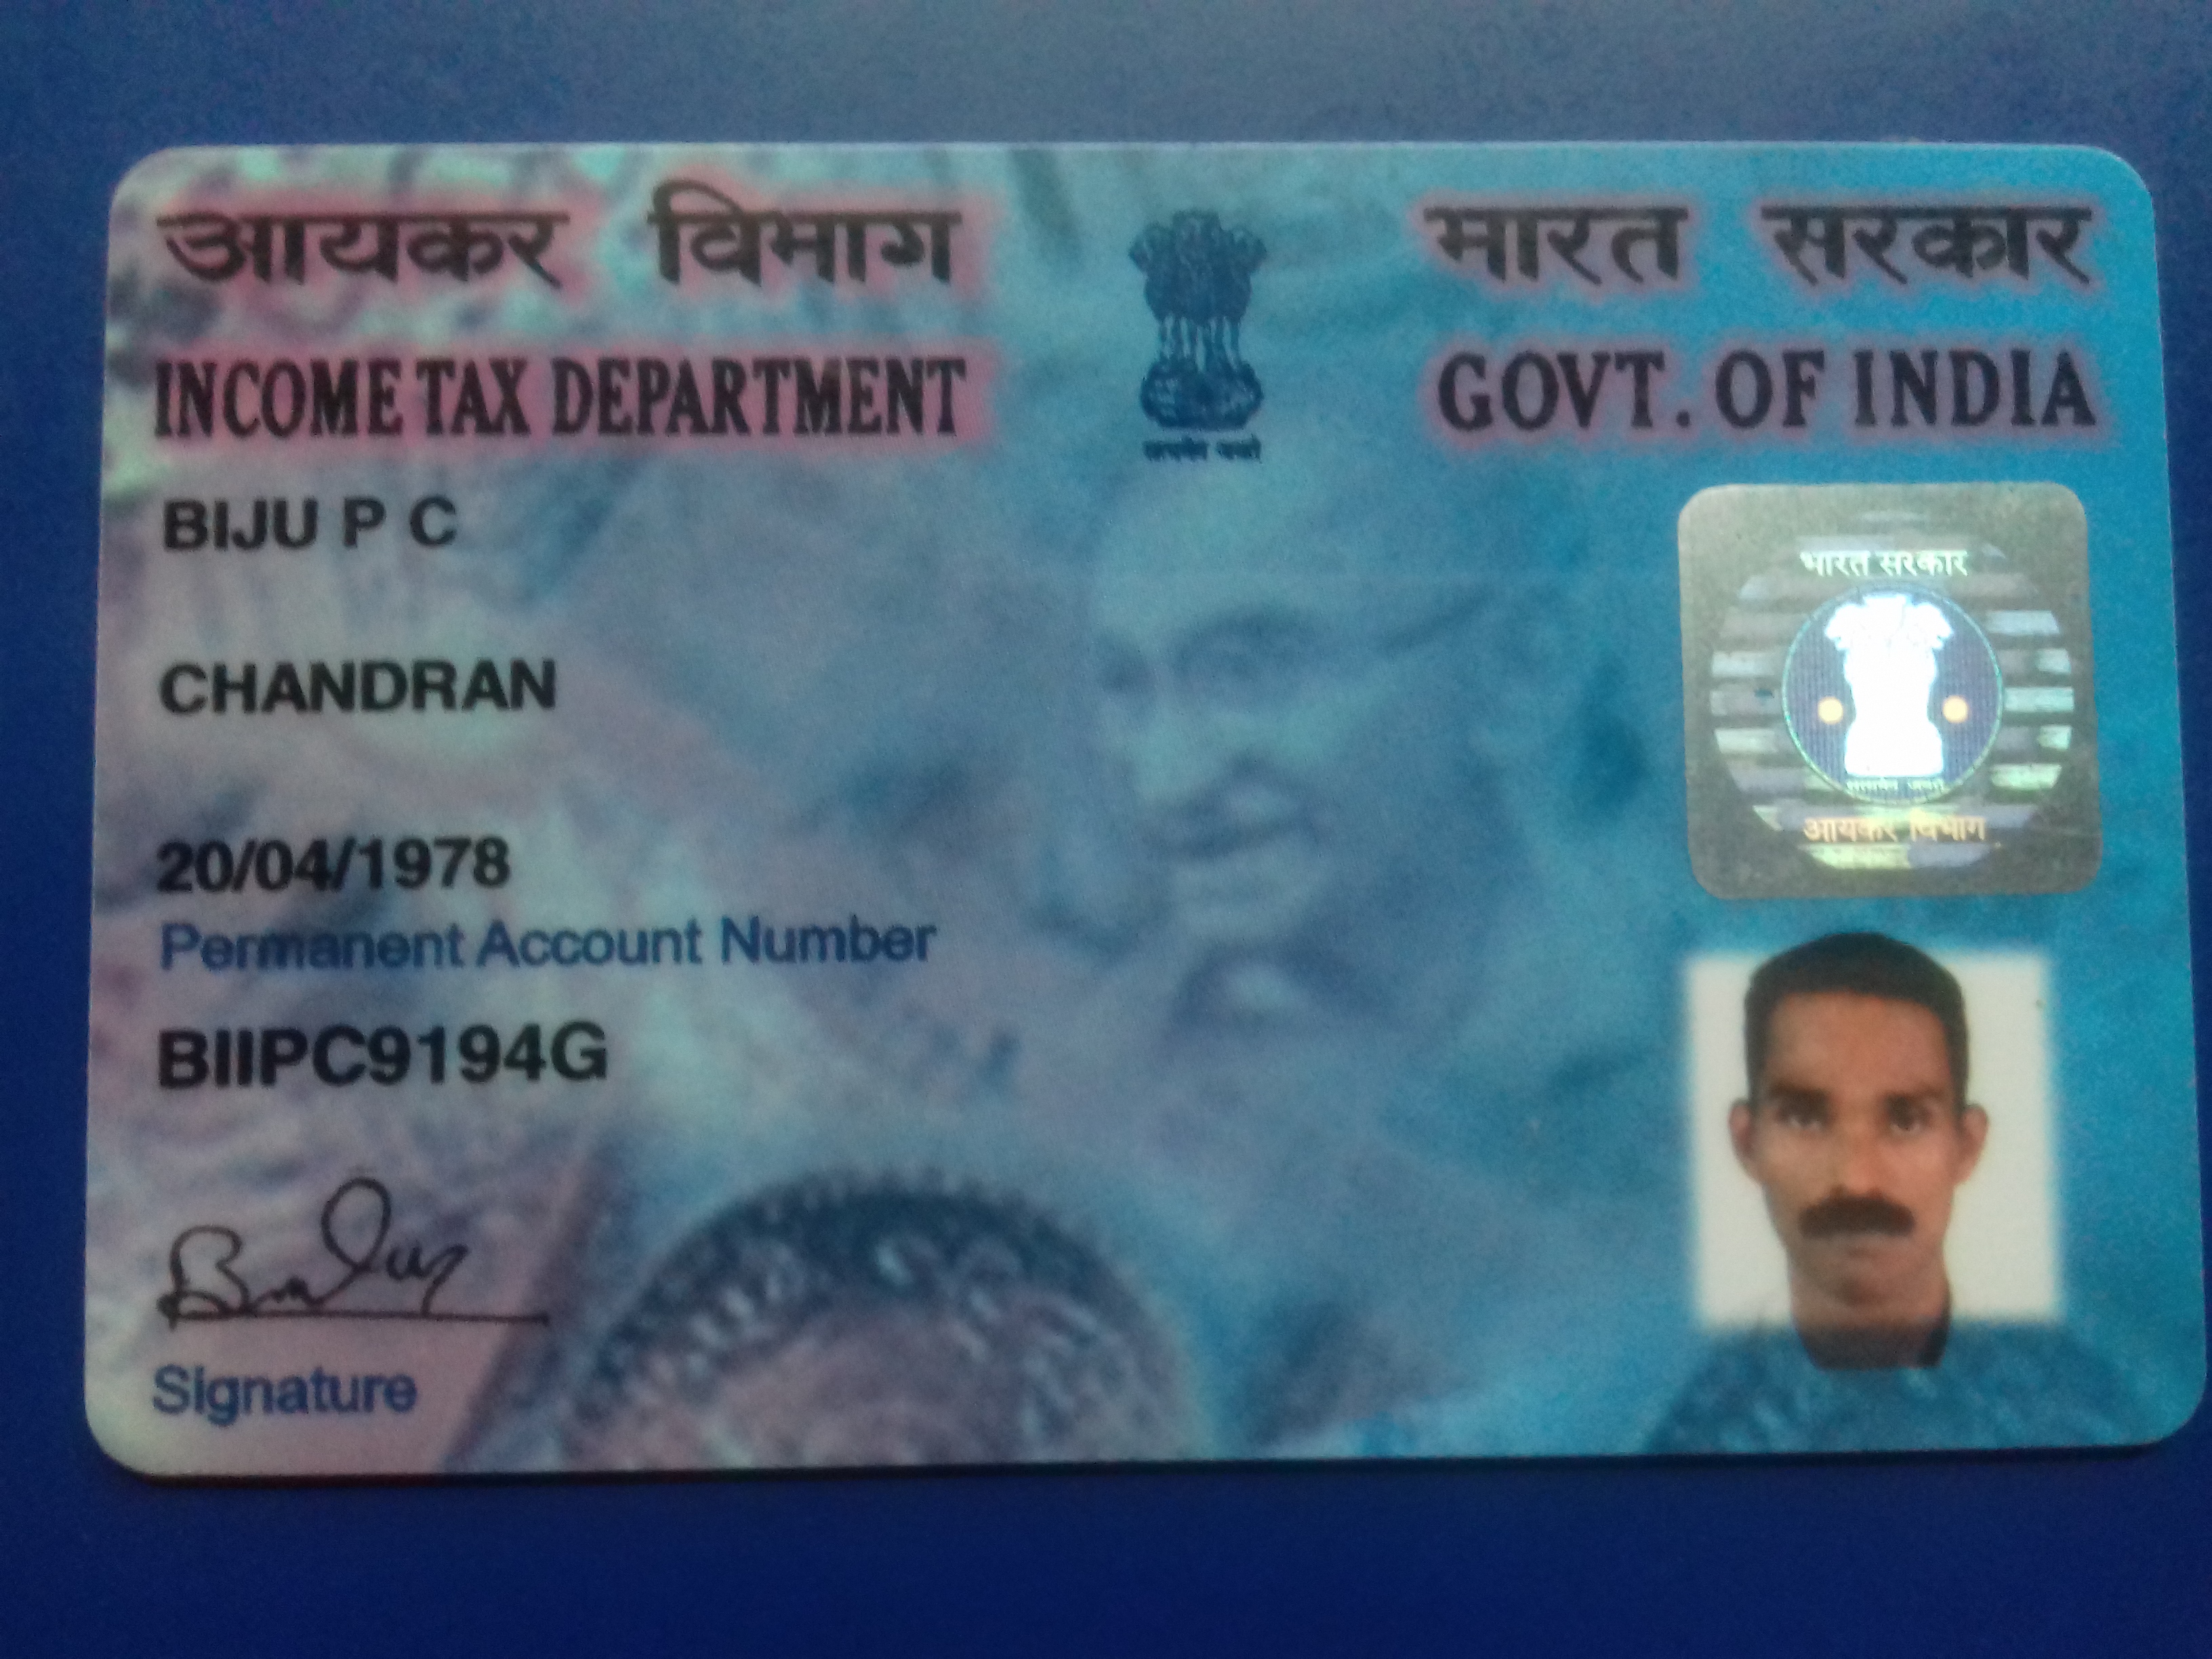 आयकर विभाग
INCOME TAX DEPARTMENT
भारत सरकार
GOVT. OF INDIA
BIJU P C
CHANDRAN
20/04/1978
Permanent Account Number
BIIPC9194G
Signature
भारत सरकार
आयकर विभाग